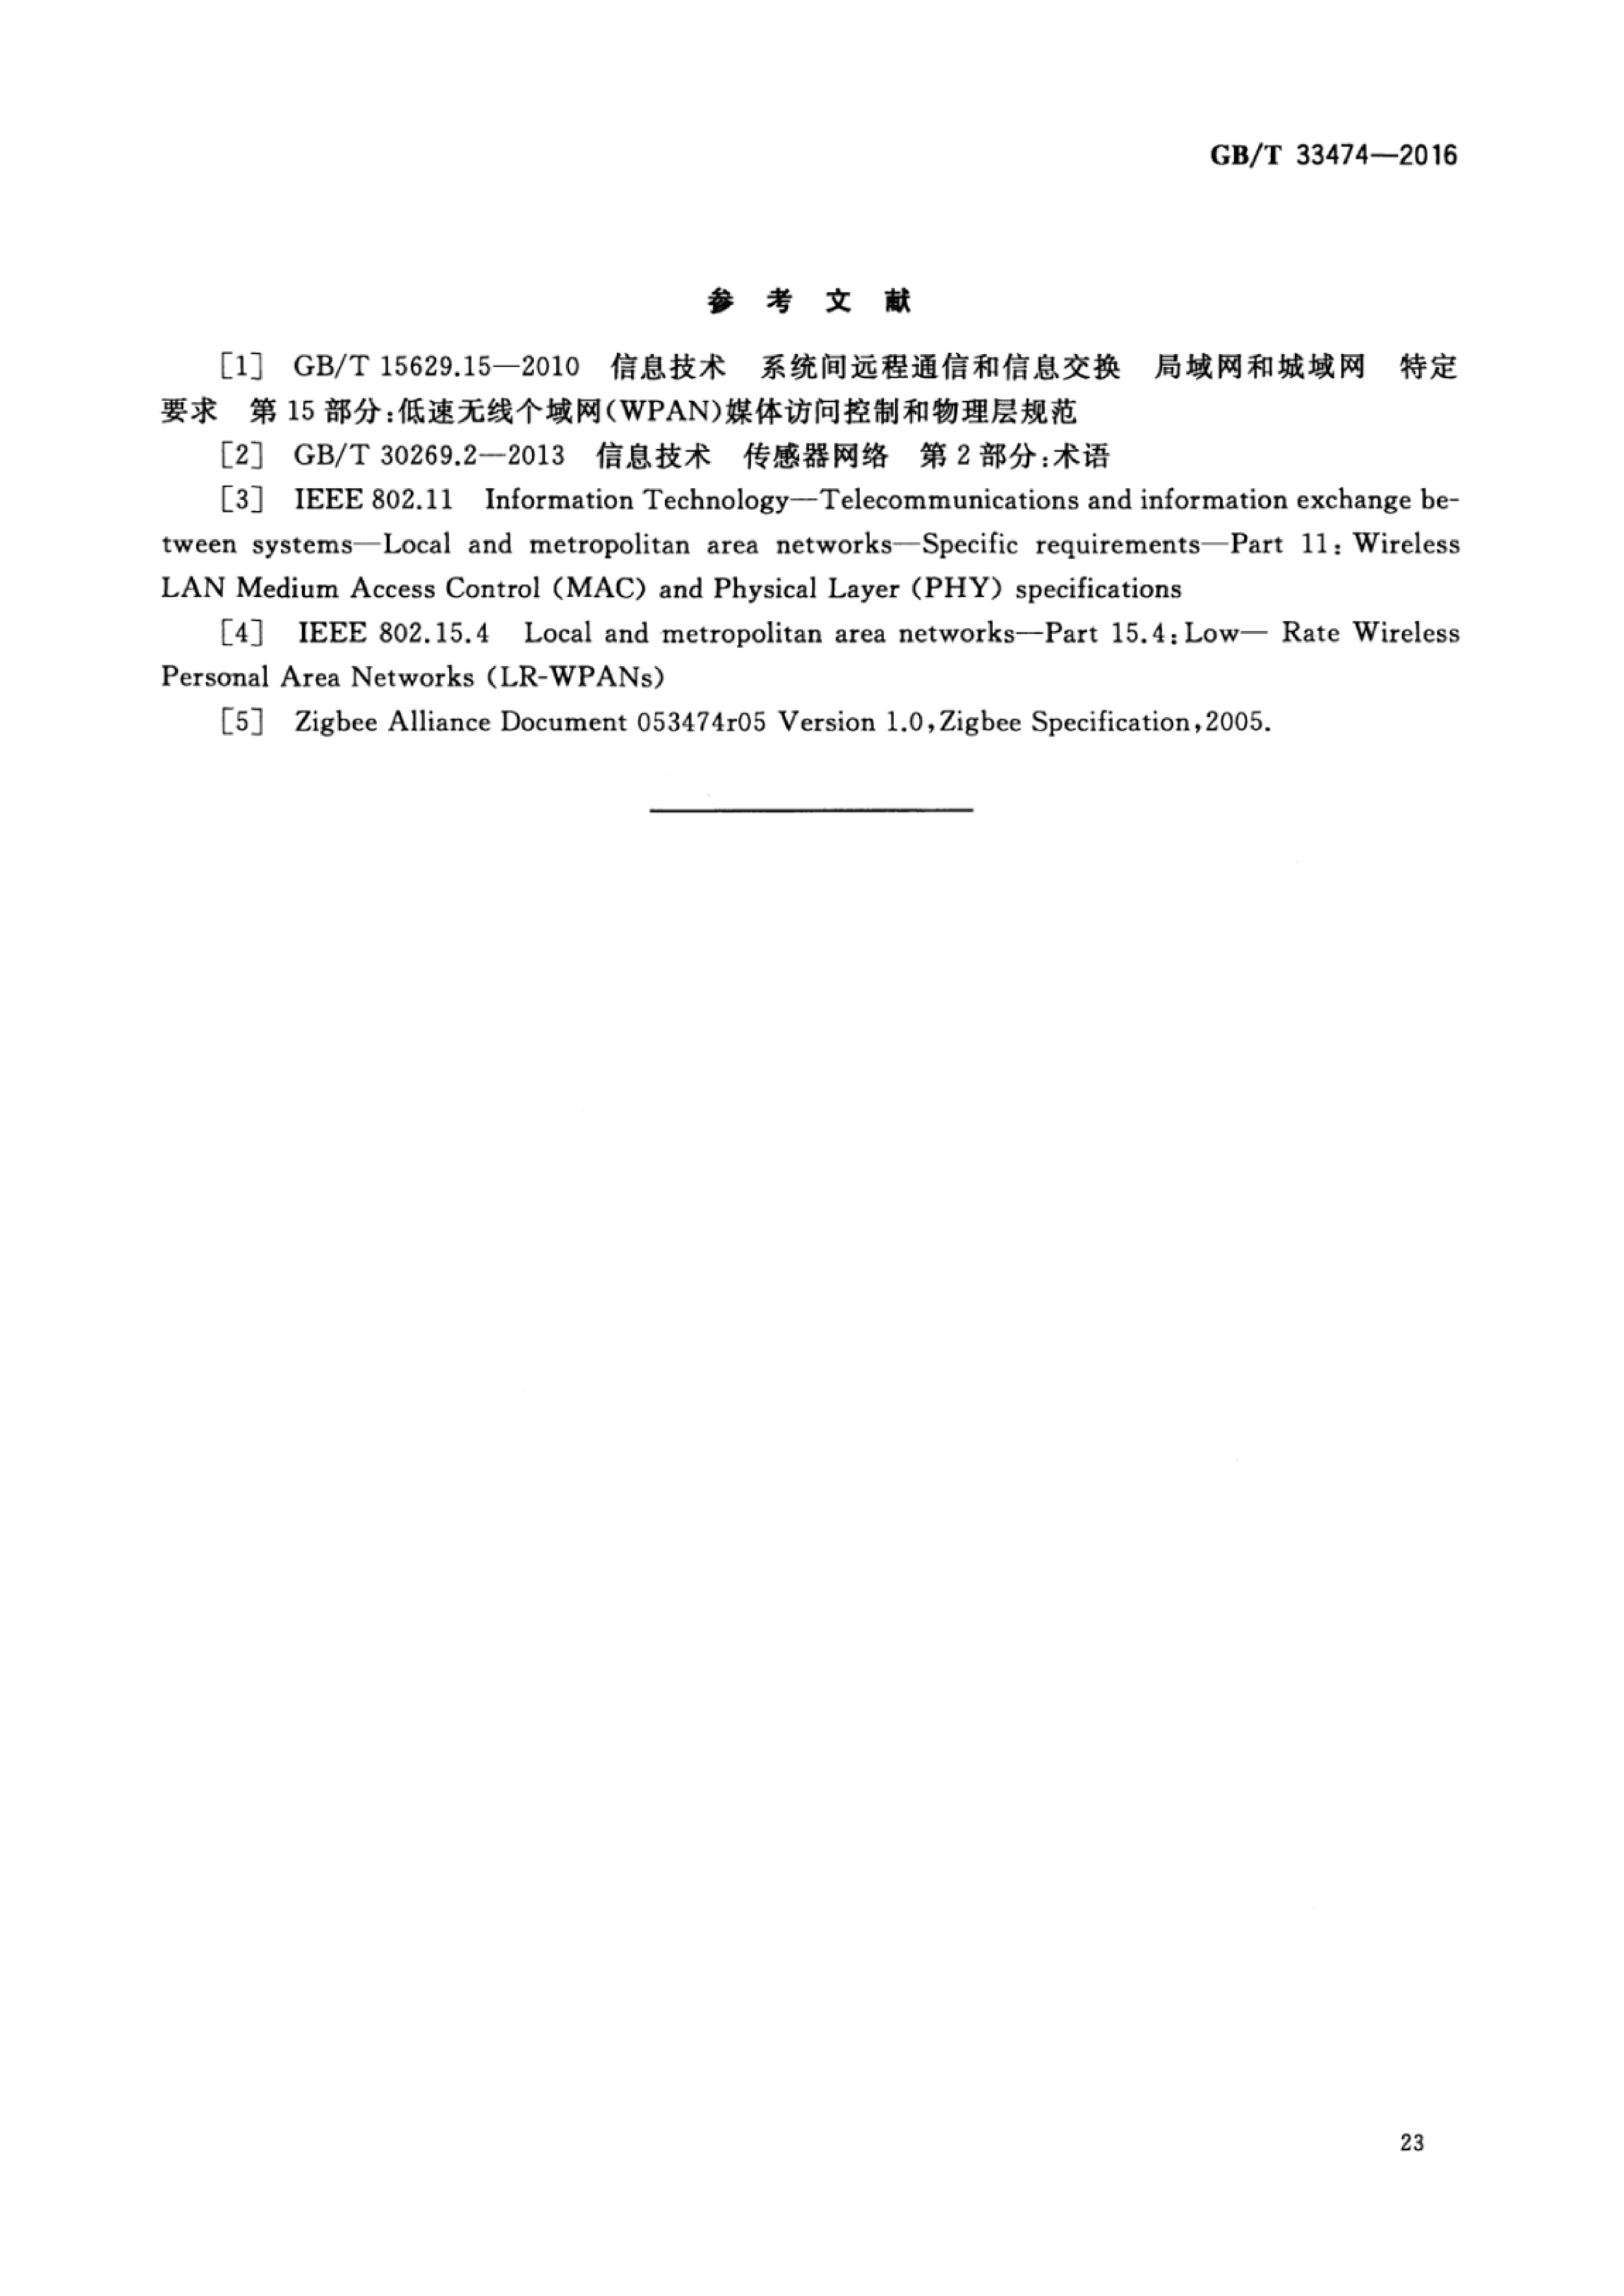 GB/T 33474—2016
参 考 文 献
[1] GB/T 15629.15—2010 信息技术 系统间远程通信和信息交换 局域网和城域网 特定
要求 第 15 部分:低速无线个域网(WPAN)媒体访问控制和物理层规范
[2] GB/T 30269.2—2013 信息技术 传感器网络 第 2 部分:术语
[3] IEEE 802.11 Information Technology—Telecommunications and information exchange be-
tween systems—Local and metropolitan area networks—Specific requirements—Part 11: Wireless
LAN Medium Access Control (MAC) and Physical Layer (PHY) specifications
[4] IEEE 802.15.4 Local and metropolitan area networks—Part 15.4:Low— Rate Wireless
Personal Area Networks (LR-WPANs)
[5] Zigbee Alliance Document 053474r05 Version 1.0,Zigbee Specification,2005.
23